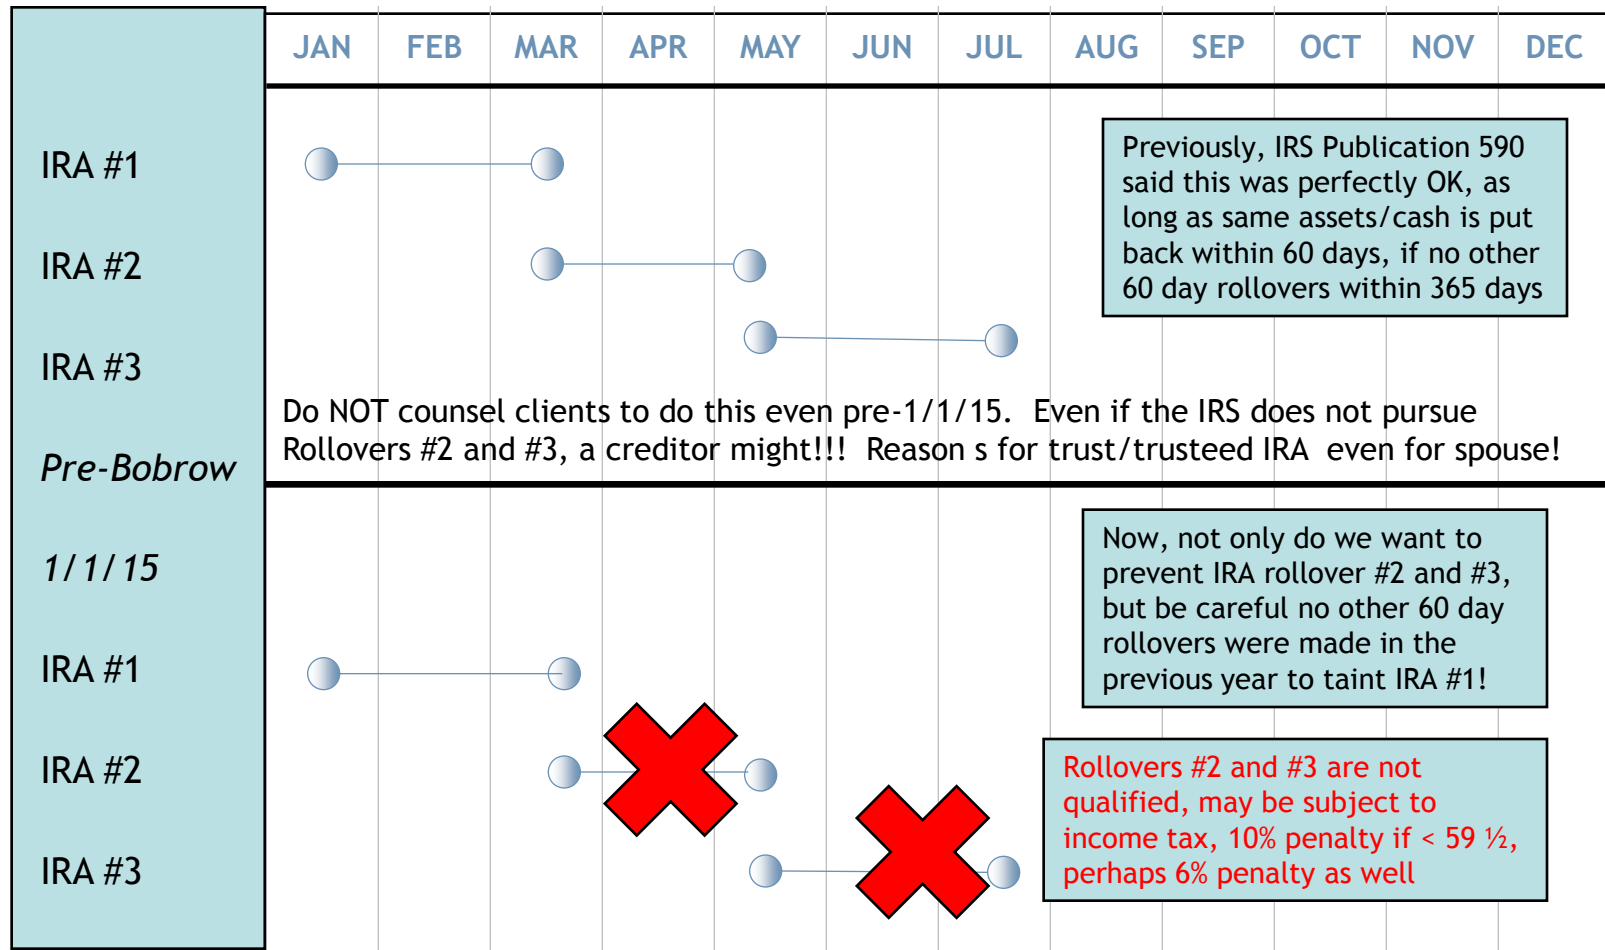 JAN FEB MAR APR MAY JUN JUL AUG SEP OCT NOV DEC
IRA #1
IRA #2
IRA #3
Pre-Bobrow
1/1/15
IRA #1
IRA #2
IRA #3
Previously, IRS Publication 590
said this was perfectly OK, as
long as same assets/cash is put
back within 60 days, if no other
60 day rollovers within 365 days
Do NOT counsel clients to do this even pre-1/1/15. Even if the IRS does not pursue
Rollovers #2 and #3, a creditor might!!! Reason s for trust/trusteed IRA even for spouse!
Now, not only do we want to
prevent IRA rollover #2 and #3,
but be careful no other 60 day
rollovers were made in the
previous year to taint IRA #1!
Rollovers #2 and #3 are not
qualified, may be subject to
income tax, 10% penalty if < 59 ½,
perhaps 6% penalty as well